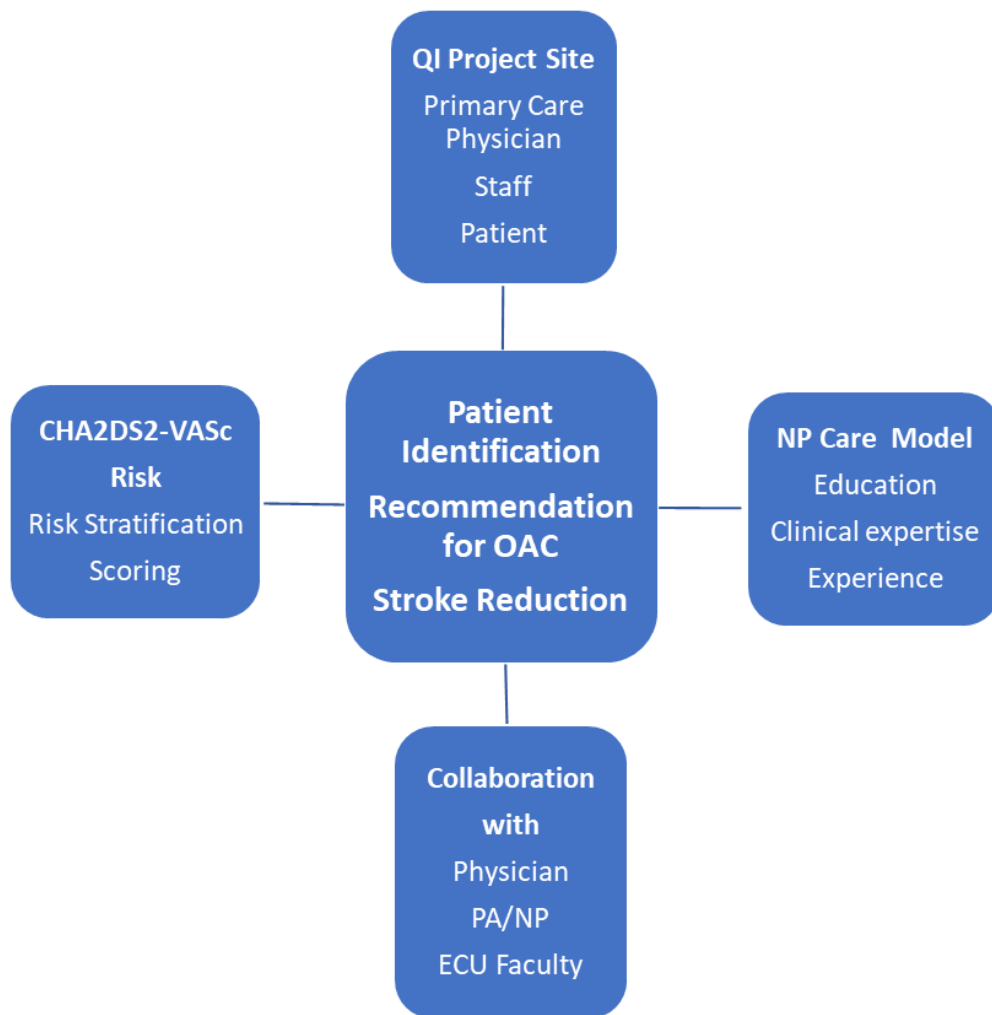 QI Project Site
Primary Care
Physician
Staff
Patient
CHA2DS2-VASc
Risk
Risk Stratification
Scoring
Patient
Identification
Recommendation
for OAC
Stroke Reduction
NP Care Model
Education
Clinical expertise
Experience
Collaboration
with
Physician
PA/NP
ECU Faculty